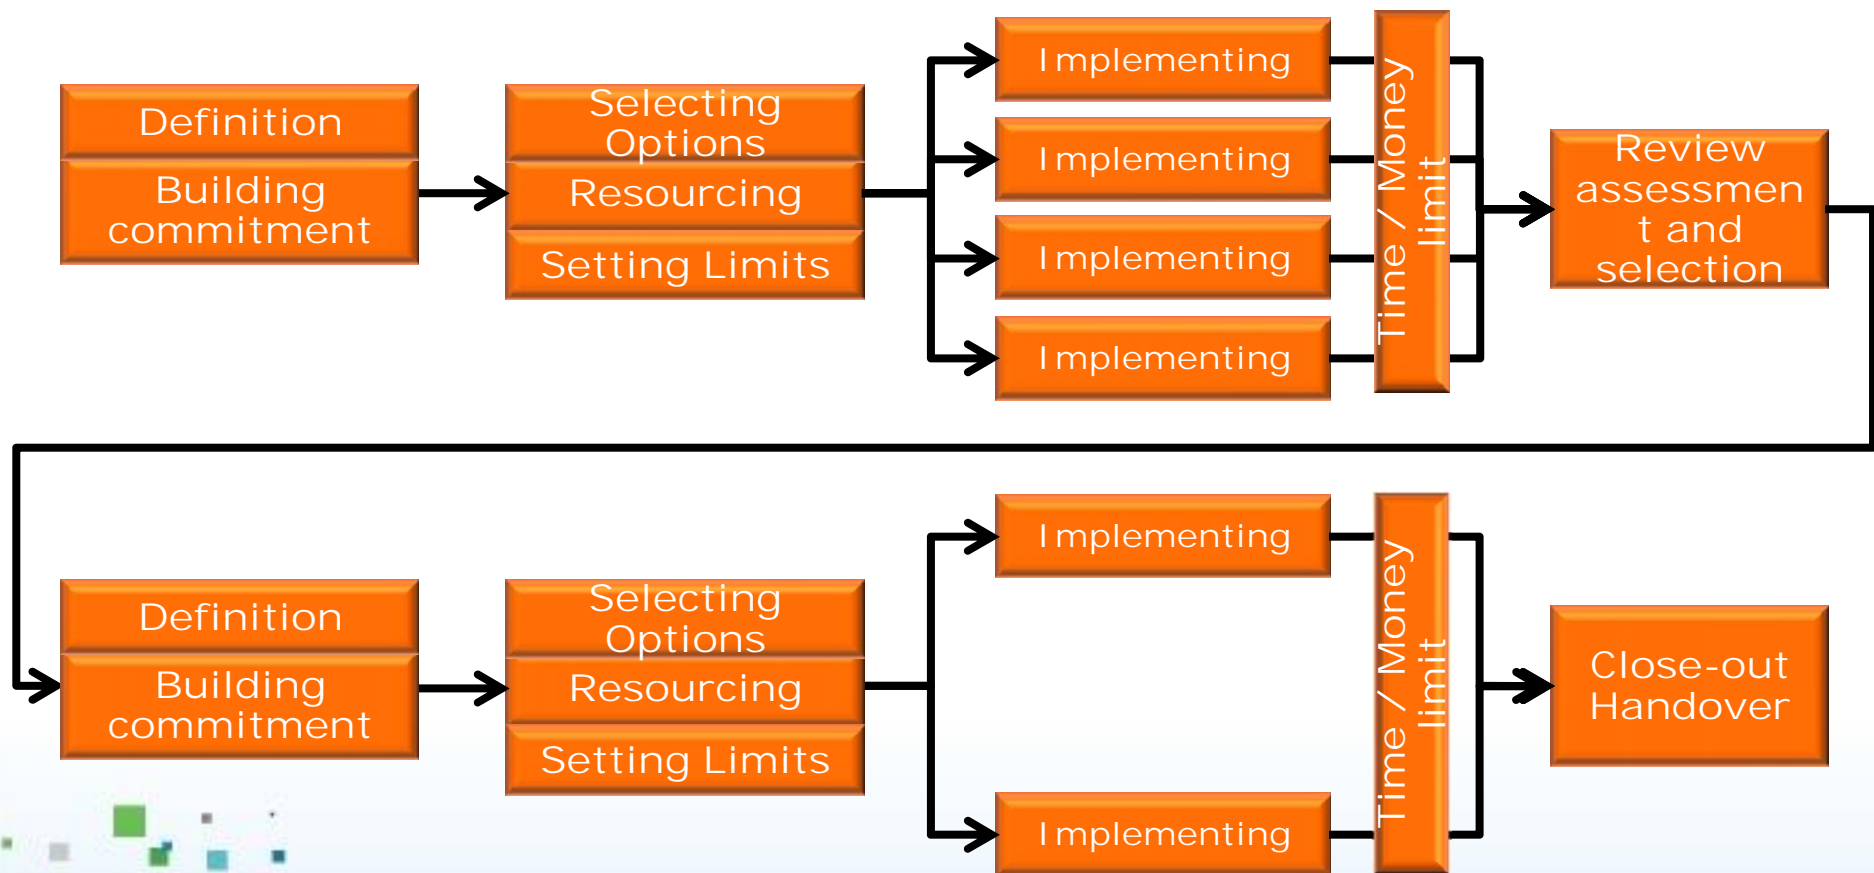 Definition
Building
commitment
Selecting
Options
Resourcing
Setting Limits
Implementing
Implementing
Implementing
Implementing
Time / Money
limit
Review
assessmen
t and
selection
Definition
Building
commitment
Selecting
Options
Resourcing
Setting Limits
Implementing
Implementing
Time / Money
limit
Close-out
Handover